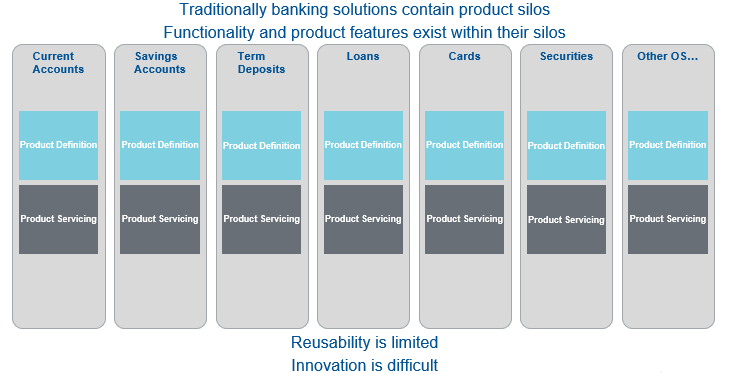 Traditionally banking solutions contain product silos
Functionality and product features exist within their silos
Current
Accounts
Savings
Accounts
Term
Deposits
Loans
Cards
Securities
Other OS...
Product Definition
Product Definition
Product Definition
Product Definition
Product Definition
Product Definition
Product Definition
Product Servicing
Product Servicing
Product Servicing
Product Servicing
Product Servicing
Product Servicing
Product Servicing
Reusability is limited
Innovation is difficult